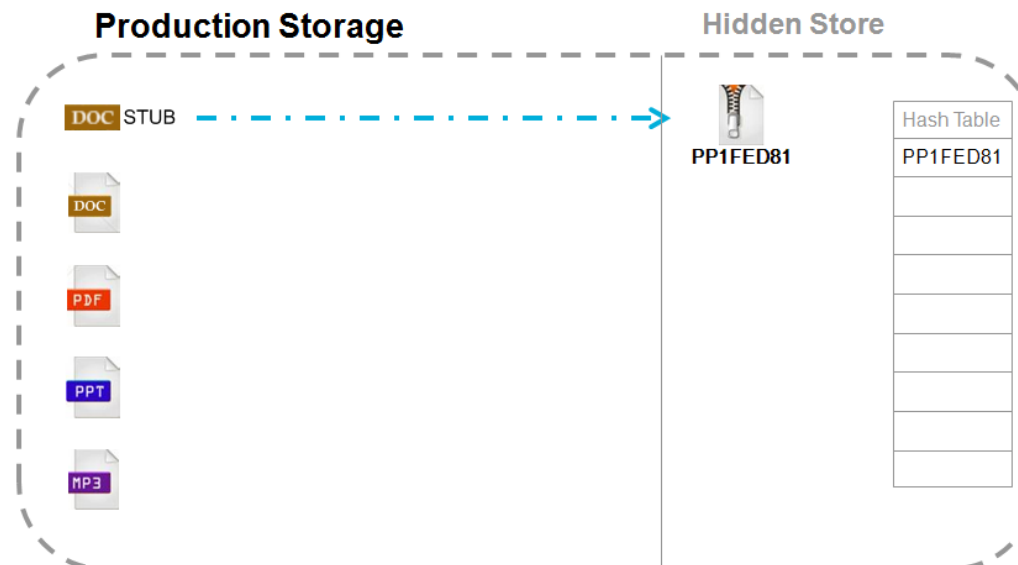 Production Storage
Hidden Store
DOC STUB
PP1FED81
Hash Table
PP1FED81
DOC
PDF
PPT
MP3